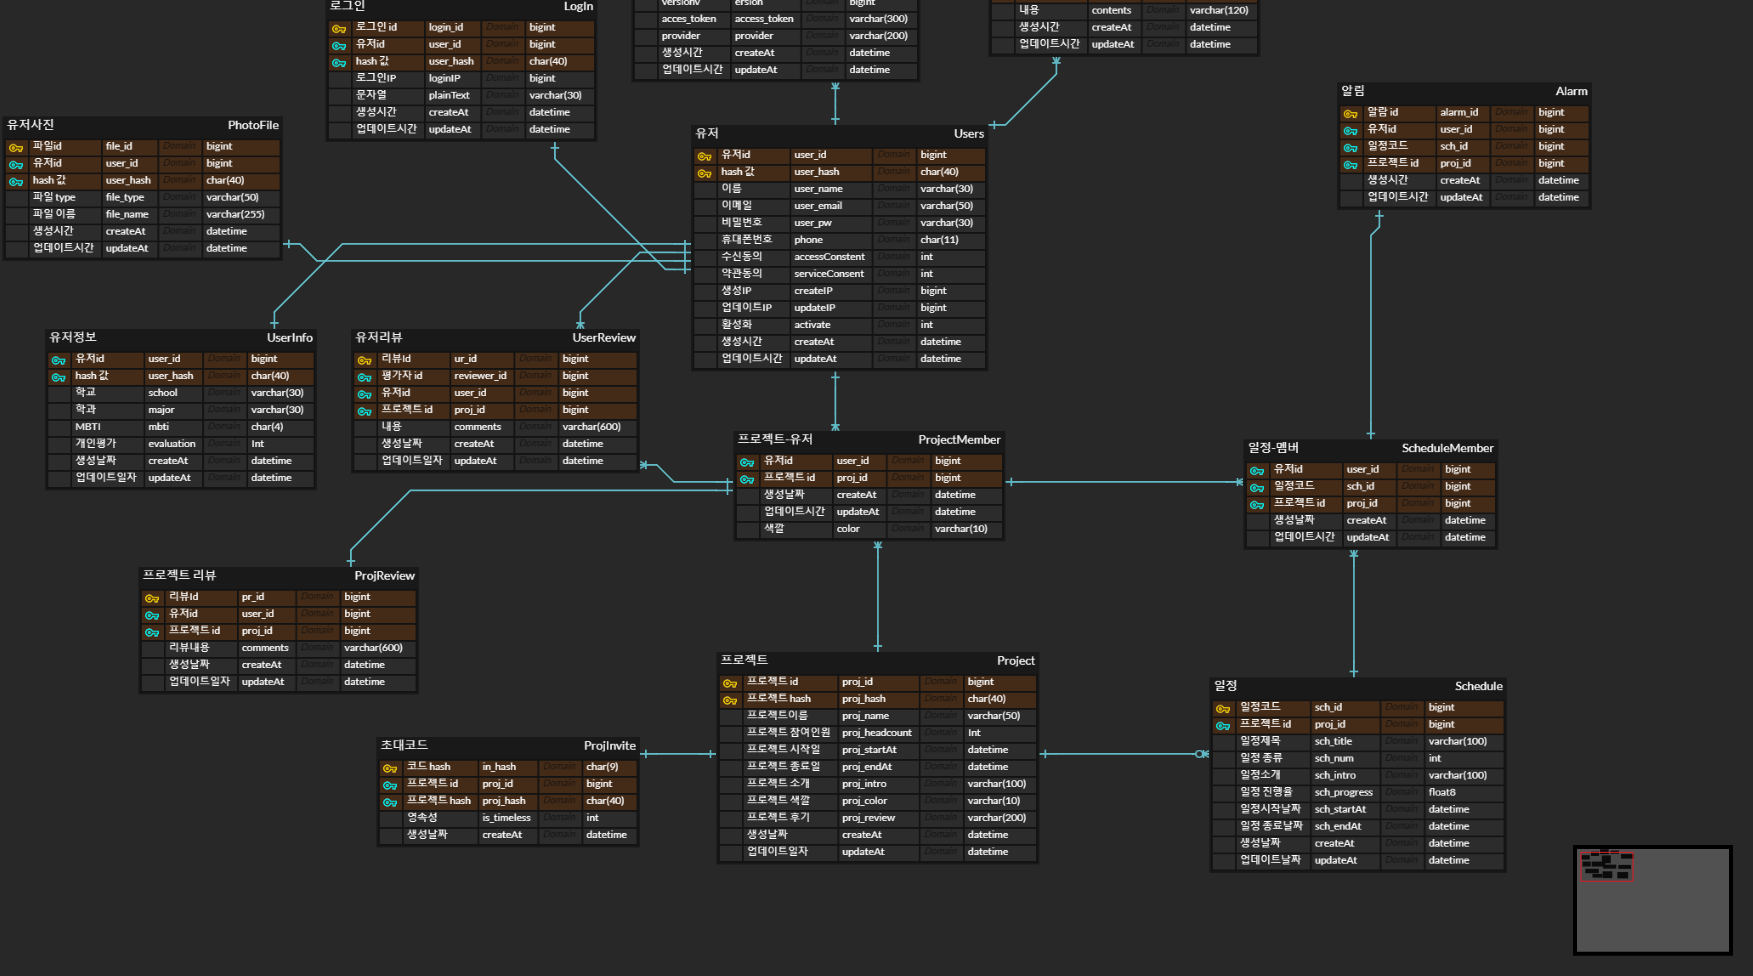 로그인 LogIn
로그인 id login_id Domain bigint
유저id user_id Domain bigint
hash 값 user_hash Domain char(40)
로그인IP loginIP Domain bigint
문자열 plainText Domain varchar(30)
생성시간 createAt Domain datetime
업데이트시간 updateAt Domain datetime
acces_token access_token Domain varchar(300)
provider provider Domain varchar(200)
생성시간 createAt Domain datetime
업데이트시간 updateAt Domain datetime
내용 contents Domain varchar(120)
생성시간 createAt Domain datetime
업데이트시간 updateAt Domain datetime
알림 Alarm
알람 id alarm_id Domain bigint
유저id user_id Domain bigint
일정코드 sch_id Domain bigint
프로젝트 id proj_id Domain bigint
생성시간 createAt Domain datetime
업데이트시간 updateAt Domain datetime
유저사진 PhotoFile
파일id file_id Domain bigint
유저id user_id Domain bigint
hash 값 user_hash Domain char(40)
파일 type file_type Domain varchar(50)
파일 이름 file_name Domain varchar(255)
생성시간 createAt Domain datetime
업데이트시간 updateAt Domain datetime
유저 Users
유저id user_id Domain bigint
hash 값 user_hash Domain char(40)
이름 user_name Domain varchar(30)
이메일 user_email Domain varchar(50)
비밀번호 user_pw Domain varchar(30)
휴대폰번호 phone Domain char(11)
수신동의 accessConstent Domain int
약관동의 serviceConsent Domain int
생성IP createIP Domain bigint
업데이트IP updateIP Domain bigint
활성화 activate Domain int
생성시간 createAt Domain datetime
업데이트시간 updateAt Domain datetime
유저정보 UserInfo
유저id user_id Domain bigint
hash 값 user_hash Domain char(40)
학교 school Domain varchar(30)
학과 major Domain varchar(30)
MBTI mbti Domain char(4)
개인평가 evaluation Domain Int
생성날짜 createAt Domain datetime
업데이트일자 updateAt Domain datetime
유저리뷰 UserReview
리뷰Id ur_id Domain bigint
평가자 id reviewer_id Domain bigint
유저id user_id Domain bigint
프로젝트 id proj_id Domain bigint
내용 comments Domain varchar(600)
생성날짜 createAt Domain datetime
업데이트일자 updateAt Domain datetime
프로젝트-유저 ProjectMember
유저id user_id Domain bigint
프로젝트 id proj_id Domain bigint
생성날짜 createAt Domain datetime
업데이트시간 updateAt Domain datetime
색깔 color Domain varchar(10)
일정-멤버 ScheduleMember
유저id user_id Domain bigint
일정코드 sch_id Domain bigint
프로젝트 id proj_id Domain bigint
생성날짜 createAt Domain datetime
업데이트시간 updateAt Domain datetime
프로젝트 리뷰 ProjReview
리뷰Id pr_id Domain bigint
유저id user_id Domain bigint
프로젝트 id proj_id Domain bigint
리뷰내용 comments Domain varchar(600)
생성날짜 createAt Domain datetime
업데이트일자 updateAt Domain datetime
프로젝트 Project
프로젝트 id proj_id Domain bigint
프로젝트 hash proj_hash Domain char(40)
프로젝트이름 proj_name Domain varchar(50)
프로젝트 참여인원 proj_headcount Domain Int
프로젝트 시작일 proj_startAt Domain datetime
프로젝트 종료일 proj_endAt Domain datetime
프로젝트 소개 proj_intro Domain varchar(100)
프로젝트 색깔 proj_color Domain varchar(10)
프로젝트 후기 proj_review Domain varchar(200)
생성날짜 createAt Domain datetime
업데이트일자 updateAt Domain datetime
일정 Schedule
일정코드 sch_id Domain bigint
프로젝트 id proj_id Domain bigint
일정제목 sch_title Domain varchar(100)
일정 종류 sch_num Domain int
일정소개 sch_intro Domain varchar(100)
일정 진행율 sch_progress Domain float8
일정시작날짜 sch_startAt Domain datetime
일정 종료날짜 sch_endAt Domain datetime
생성날짜 createAt Domain datetime
업데이트날짜 updateAt Domain datetime
초대코드 ProjInvite
코드 hash in_hash Domain char(9)
프로젝트 id proj_id Domain bigint
프로젝트 hash proj_hash Domain char(40)
영속성 is_timeless Domain int
생성날짜 createAt Domain datetime